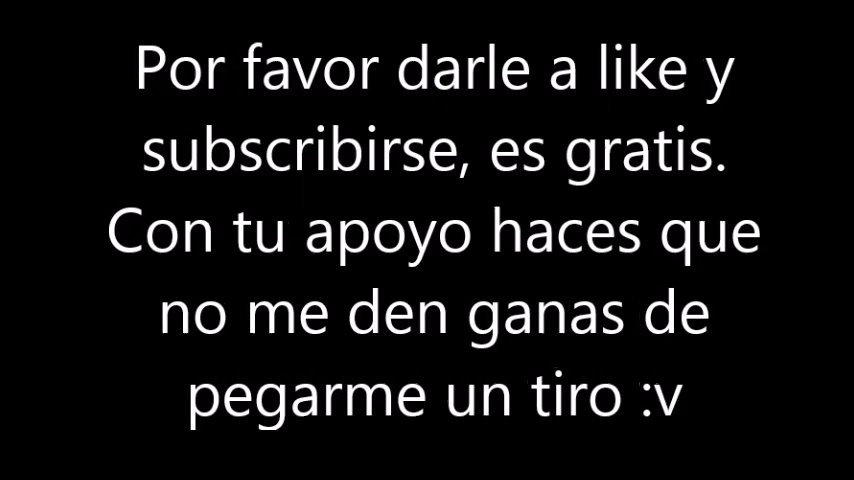 Por favor darle a like y
subscribirse, es gratis.
Con tu apoyo haces que
no me den ganas de
pegarme un tiro :v